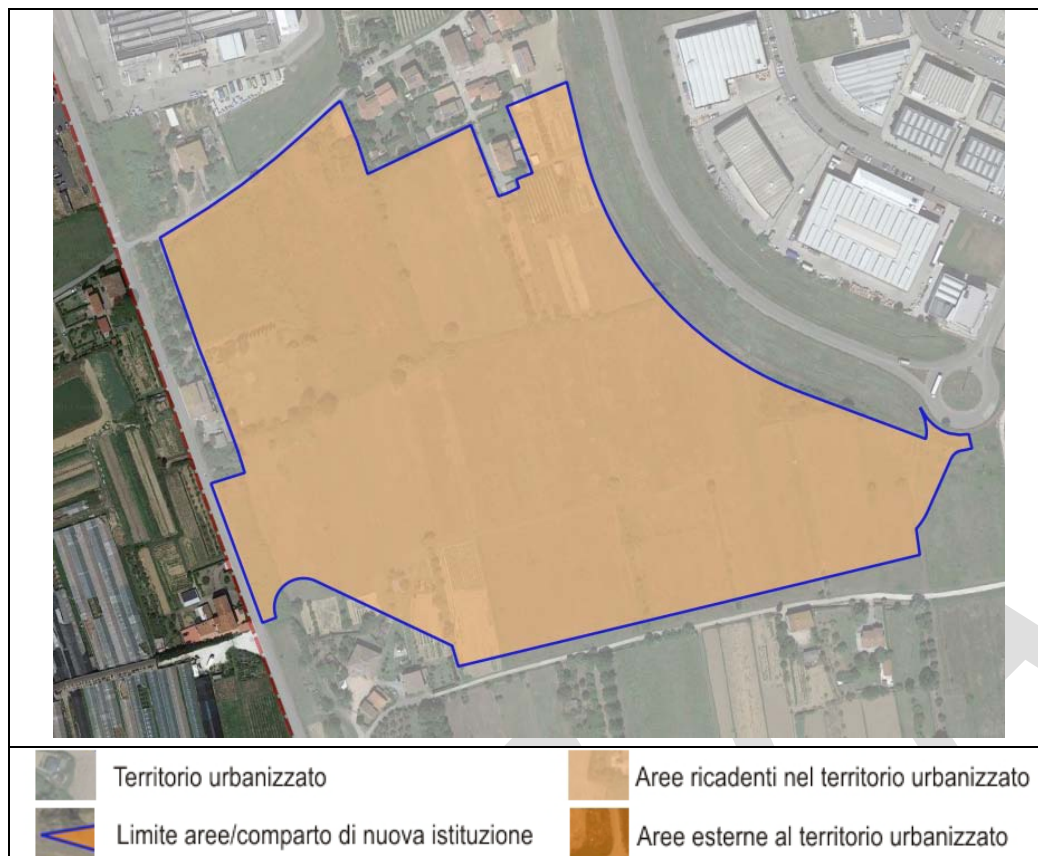 Territorio urbanizzato
Aree ricadenti nel territorio urbanizzato
Limite aree/comparto di nuova istituzione
Aree esterne al territorio urbanizzato